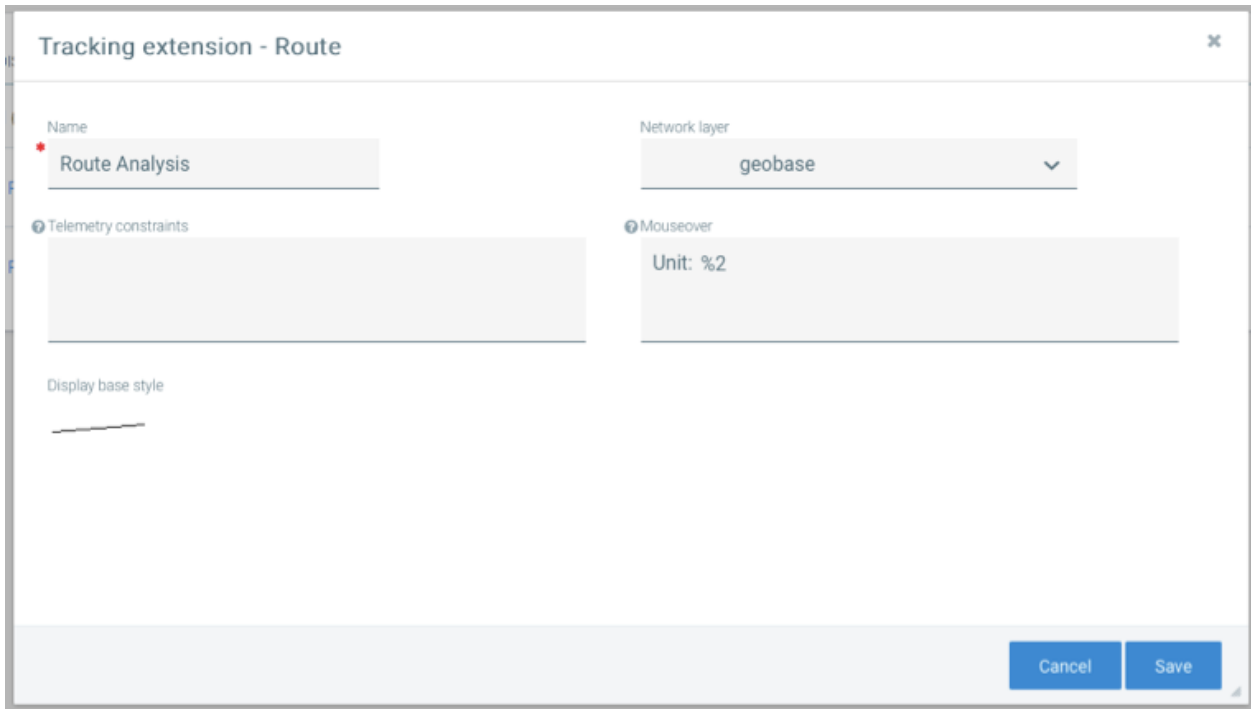 Tracking extension - Route
Name
Network layer
Route Analysis
geobase
Telemetry constraints
Mouseover
Unit: %2
Display base style
Cancel
Save